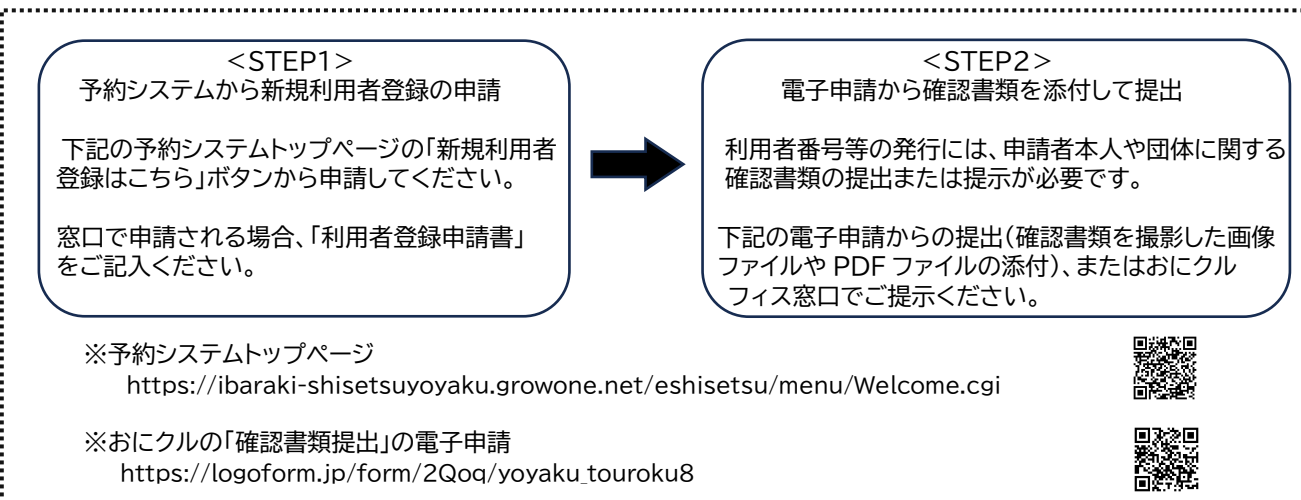 <STEP1>
予約システムから新規利用者登録の申請
下記の予約システムトップページの「新規利用者
登録はこちら」ボタンから申請してください。
窓口で申請される場合、「利用者登録申請書」
をご記入ください。
<STEP2>
電子申請から確認書類を添付して提出
利用者番号等の発行には、申請者本人や団体に関する
確認書類の提出または提示が必要です。
下記の電子申請からの提出(確認書類を撮影した画像
ファイルや PDF ファイルの添付)、またはおにクル
フィス窓口でご提示ください。
※予約システムトップページ
https://ibaraki-shisetsuyoyaku.growone.net/eshisetsu/menu/Welcome.cgi
※おにクルの「確認書類提出」の電子申請
https://logoform.jp/form/2Qoq/yoyaku_touroku8